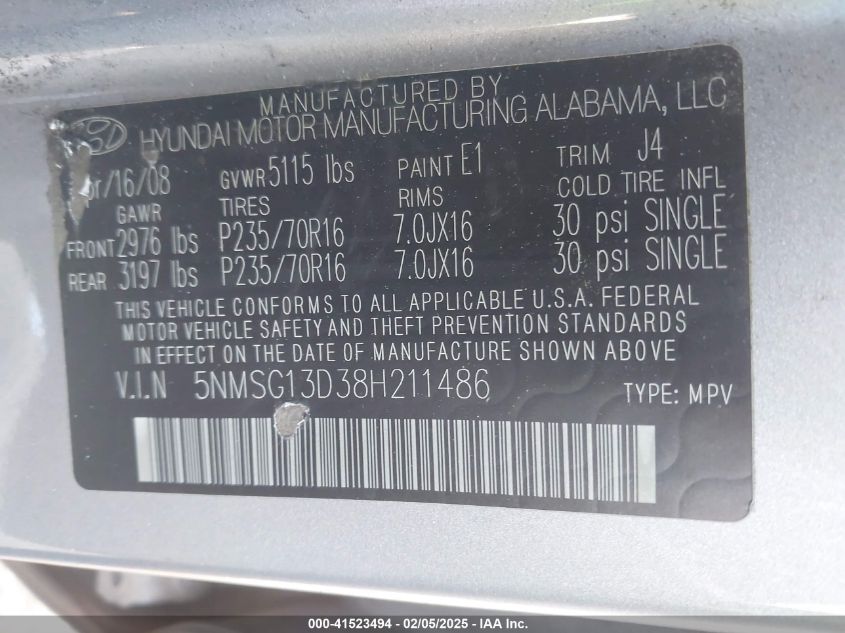 MANUFACTURED BY
HYUNDAI MOTOR MANUFACTURING ALABAMA, LLC
/16/08 GVWR 5115 lbs PAINT E1 TRIM J4
GAWR TIRES RIMS COLD TIRE INFL
FRONT 2976 lbs P235/70R16 7.0JX16 30 psi SINGLE
REAR 3197 lbs P235/70R16 7.0JX16 30 psi SINGLE
THIS VEHICLE CONFORMS TO ALL APPLICABLE U.S.A. FEDERAL
MOTOR VEHICLE SAFETY AND THEFT PREVENTION STANDARDS
IN EFFECT ON THE DATE OF MANUFACTURE SHOWN ABOVE
V.I.N 5NMSG13D38H211486 TYPE: MPV
000-41523494 — 02/05/2025 — IAA Inc.